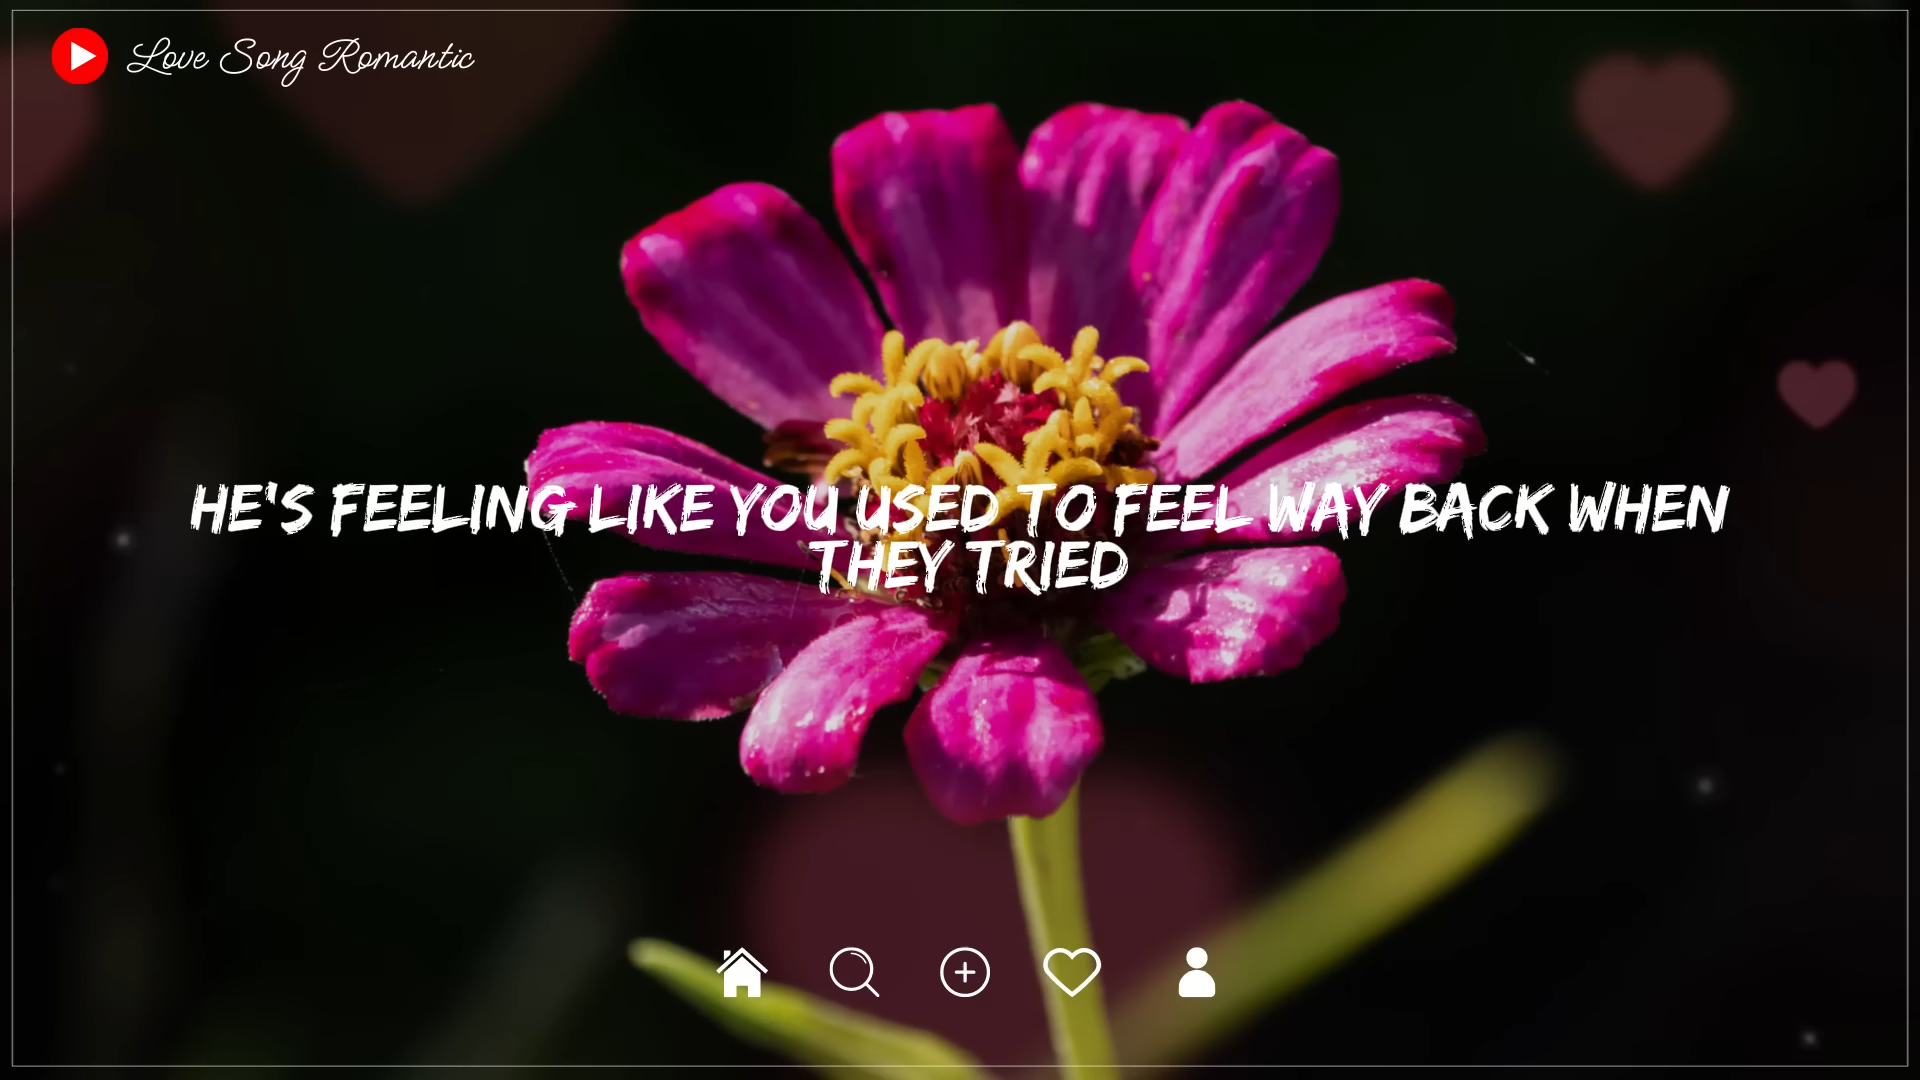 Love Song Romantic
HE'S FEELING LIKE YOU USED TO FEEL WAY BACK WHEN
THEY TRIED